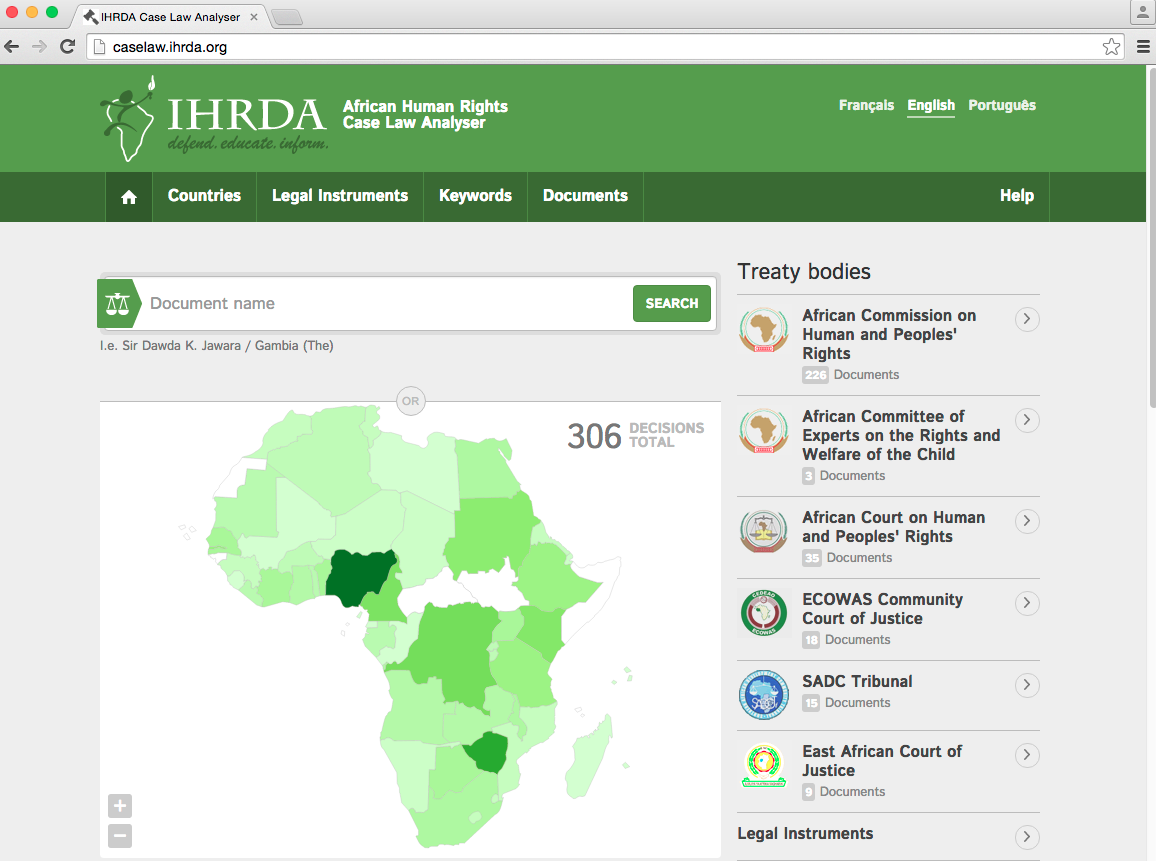 IHRDA Case Law Analyser
caselaw.ihrda.org
IHRDA
defend. educate. inform.
African Human Rights
Case Law Analyser
Français English Português
Countries Legal Instruments Keywords Documents Help
Document name
SEARCH
I.e. Sir Dawda K. Jawara / Gambia (The)
OR
306 DECISIONS
TOTAL
+
−
Treaty bodies
African Commission on
Human and Peoples'
Rights
226 Documents
African Committee of
Experts on the Rights and
Welfare of the Child
3 Documents
African Court on Human
and Peoples' Rights
35 Documents
CEDEAO
ECOWAS
ECOWAS Community
Court of Justice
18 Documents
SADC
SADC Tribunal
15 Documents
East African Court of
Justice
9 Documents
Legal Instruments